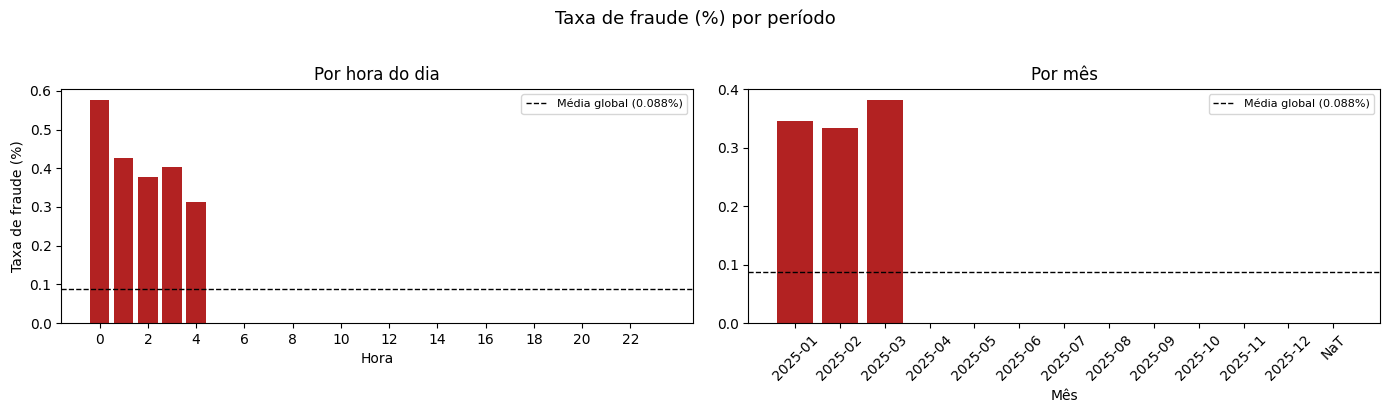 Taxa de fraude (%) por período
Por hora do dia
Média global (0.088%)
Taxa de fraude (%)
0.6
0.5
0.4
0.3
0.2
0.1
0.0
0 2 4 6 8 10 12 14 16 18 20 22
Hora
Por mês
Média global (0.088%)
0.4
0.3
0.2
0.1
0.0
2025-01 2025-02 2025-03 2025-04 2025-05 2025-06 2025-07 2025-08 2025-09 2025-10 2025-11 2025-12 NaT
Mês